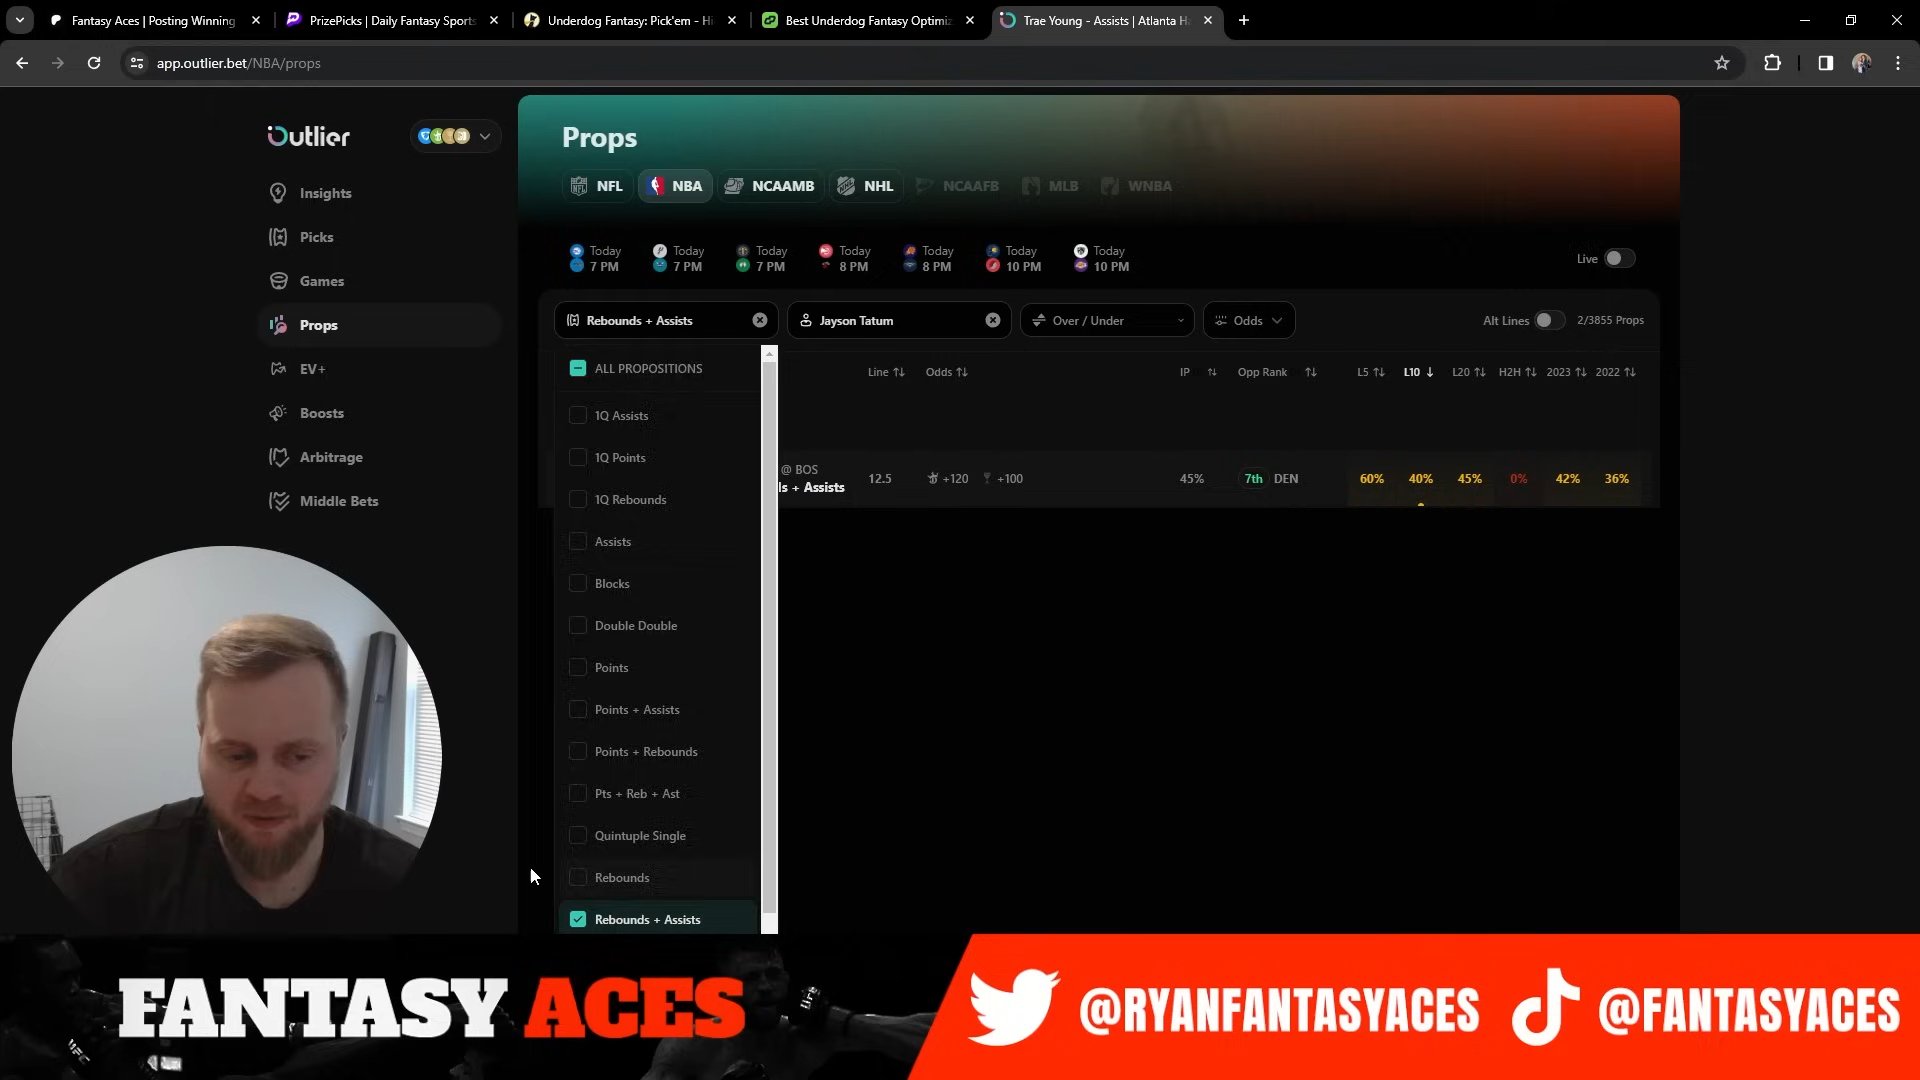 Fantasy Aces | Posting Winning
PrizePicks | Daily Fantasy Sports
Underdog Fantasy: Pick'em - Hi
Best Underdog Fantasy Optimiz
Trae Young - Assists | Atlanta H
app.outlier.bet/NBA/props
Outlier
Insights
Picks
Games
Props
EV+
Boosts
Arbitrage
Middle Bets
Props
NFL
NBA
NCAAMB
NHL
NCAAFB
MLB
WNBA
Today 7 PM
Today 7 PM
Today 7 PM
Today 8 PM
Today 8 PM
Today 10 PM
Today 10 PM
Live
Rebounds + Assists
Jayson Tatum
Over / Under
Odds
Alt Lines
2/3855 Props
Line
Odds
IP
Opp Rank
L5
L10
L20
H2H
2023
2022
@ BOS
ls + Assists
12.5
+120
+100
45%
7th
DEN
60%
40%
45%
0%
42%
36%
ALL PROPOSITIONS
1Q Assists
1Q Points
1Q Rebounds
Assists
Blocks
Double Double
Points
Points + Assists
Points + Rebounds
Pts + Reb + Ast
Quintuple Single
Rebounds
Rebounds + Assists
FANTASY ACES
@RYANFANTASYACES
@FANTASYACES